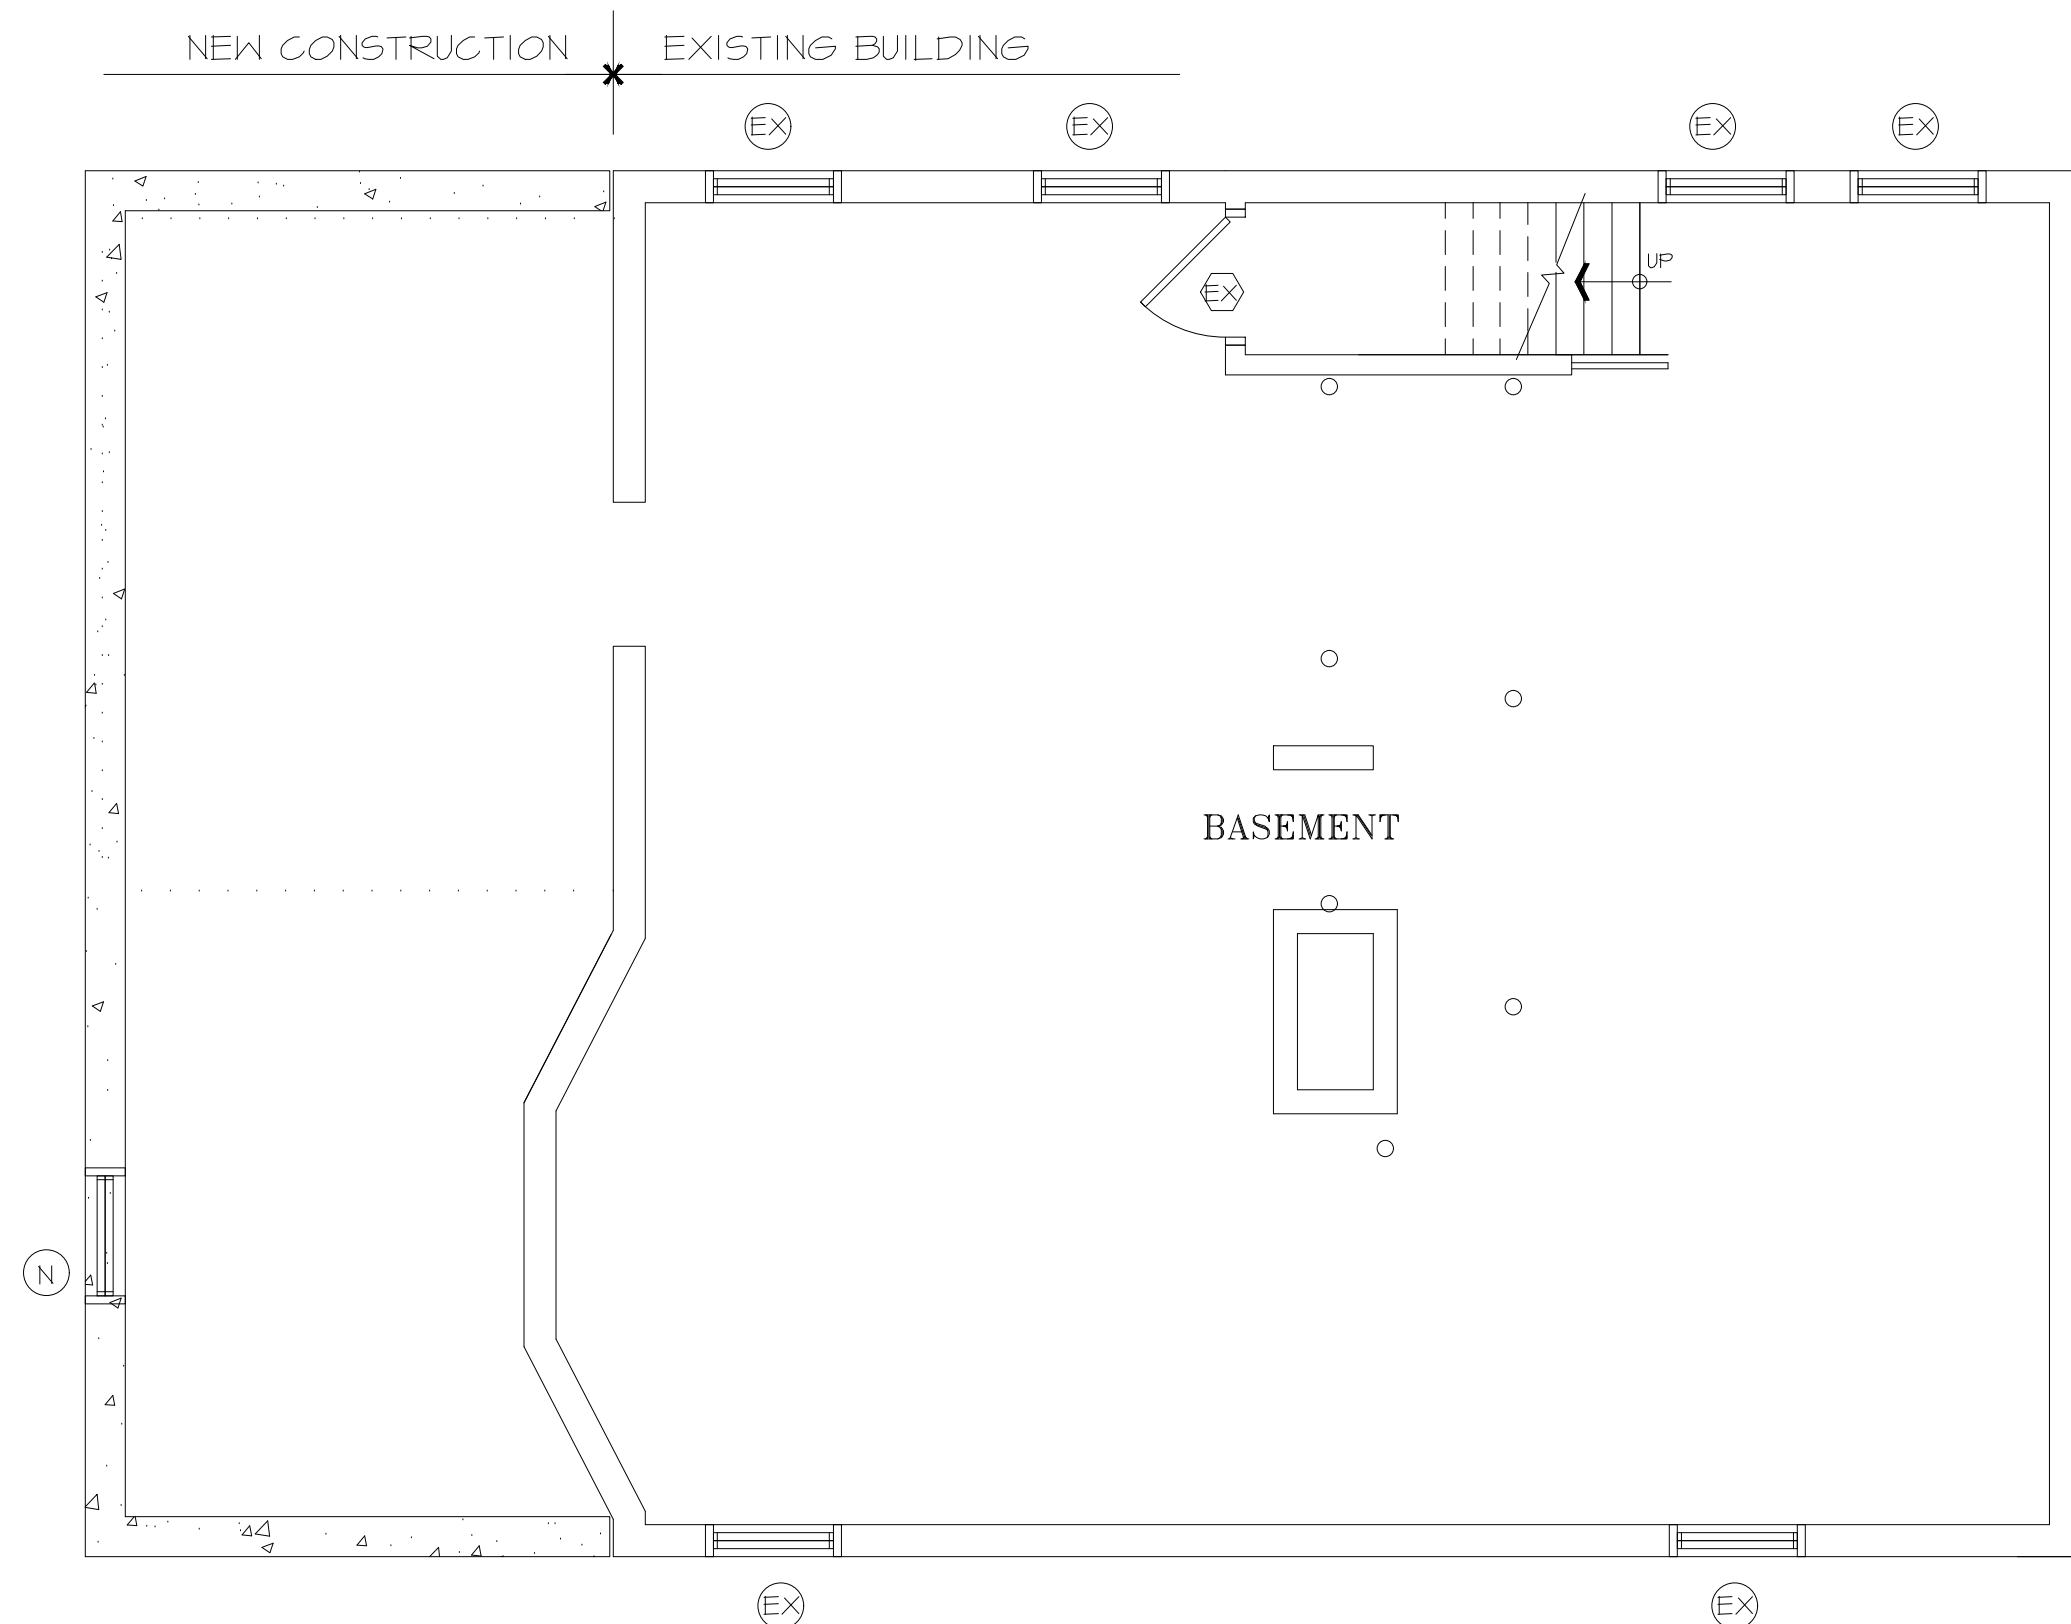 NEW CONSTRUCTION EXISTING BUILDING
EX EX EX EX
UP
EX
BASEMENT
N
EX EX